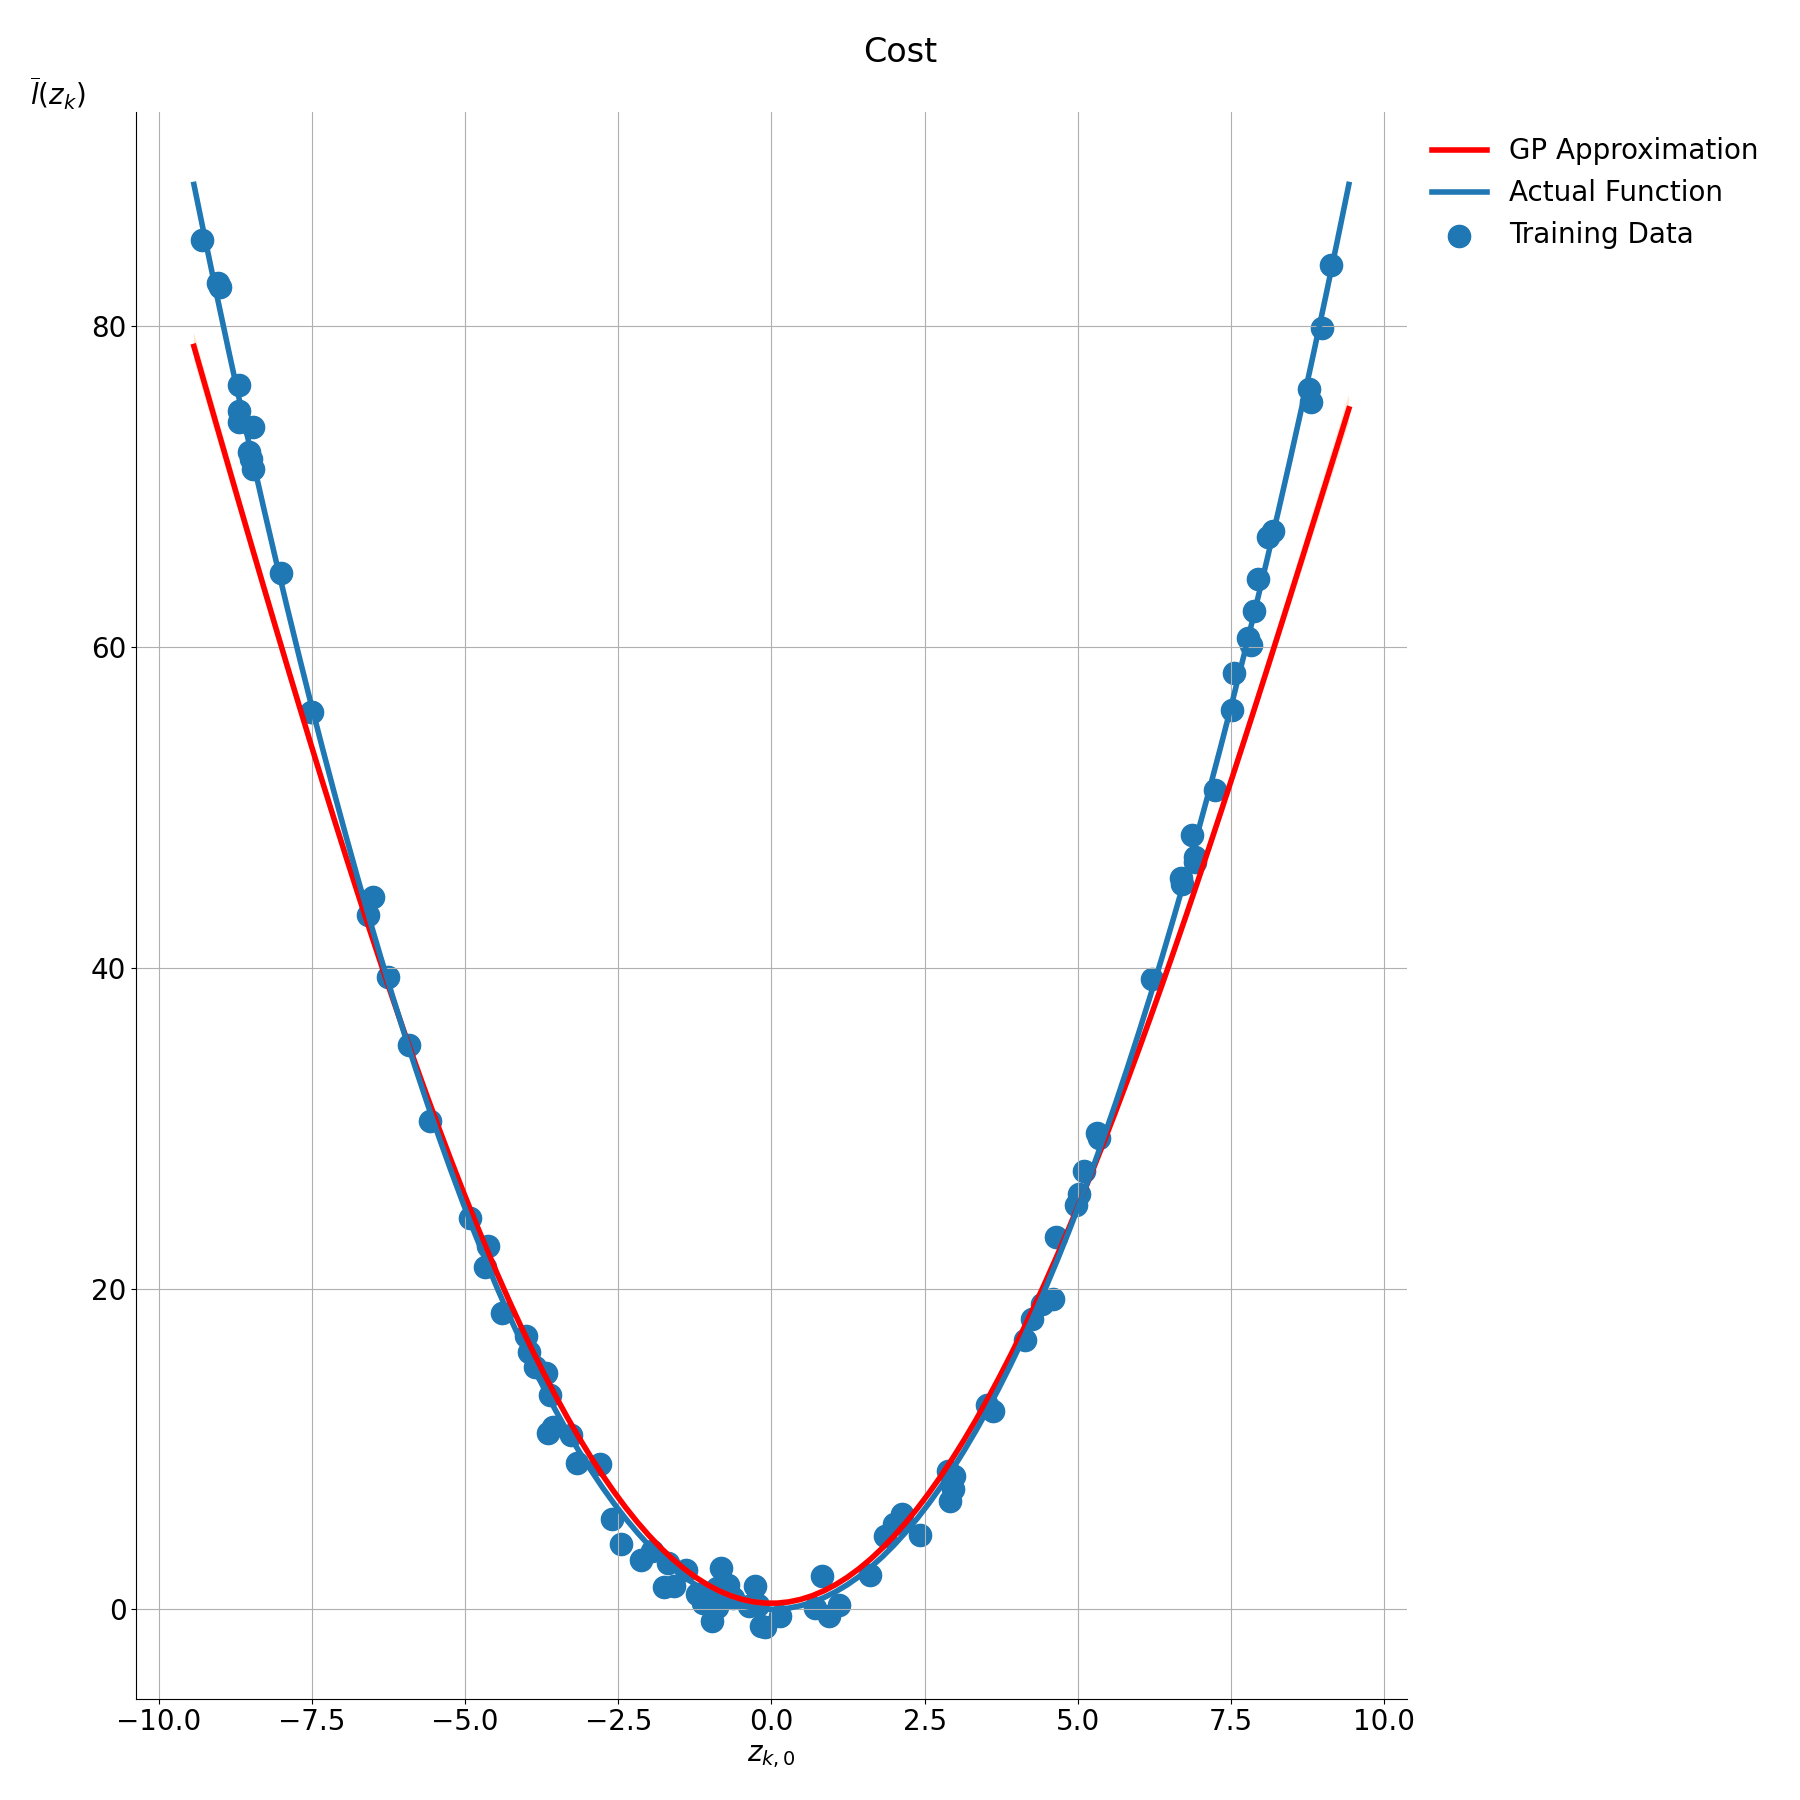 Cost
l̄(z_k)
GP Approximation
Actual Function
Training Data
80
60
40
20
0
−10.0 −7.5 −5.0 −2.5 0.0 2.5 5.0 7.5 10.0
z_{k,0}